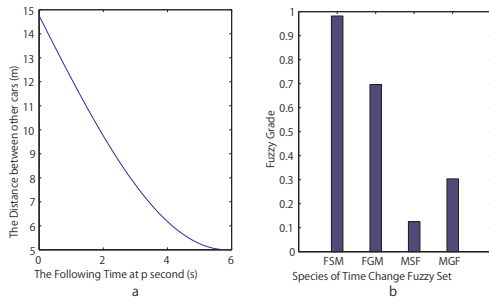 15
14
13
12
11
10
9
8
7
6
5
The Distance between other cars (m)
0 2 4 6
The Following Time at p second (s)
a
1
0.9
0.8
0.7
0.6
0.5
0.4
0.3
0.2
0.1
0
Fuzzy Grade
FSM FGM MSF MGF
Species of Time Change Fuzzy Set
b